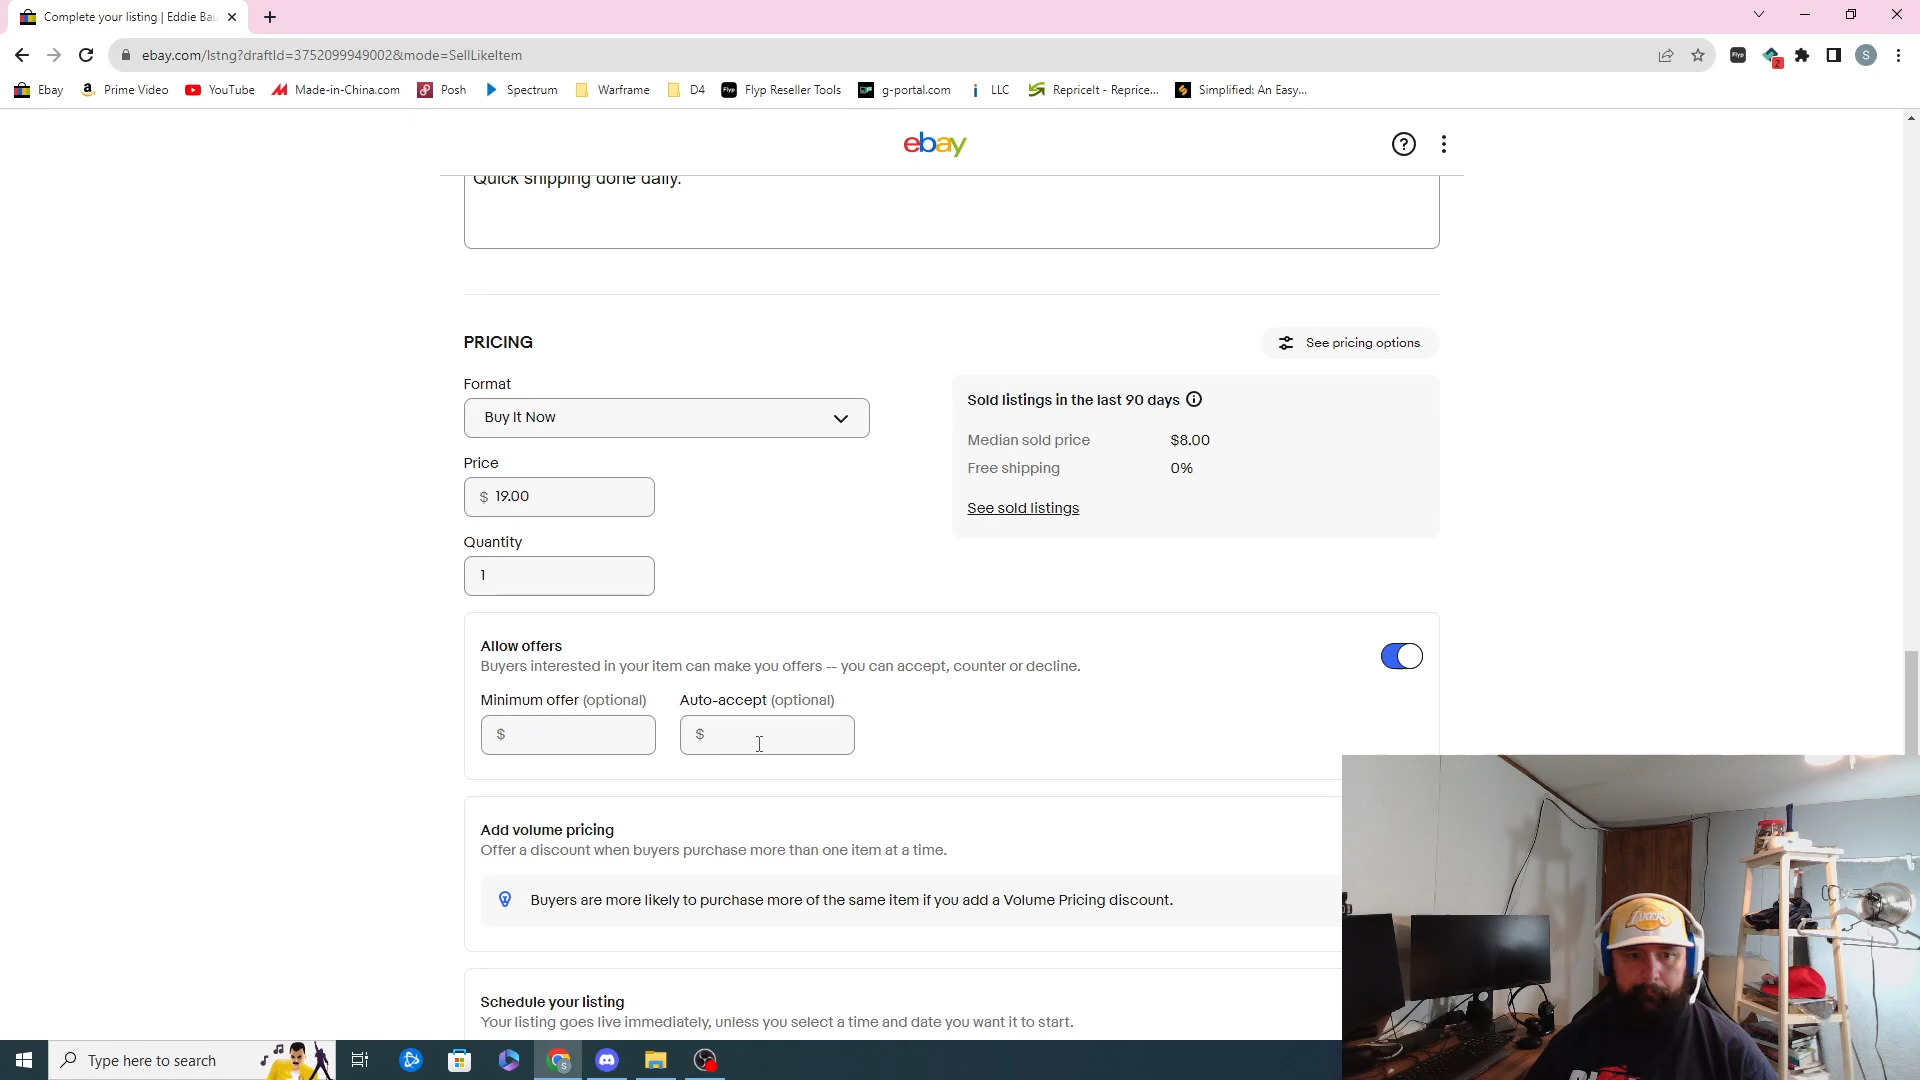 Complete your listing | Eddie Bau
ebay.com/lstng?draftId=3752099949002&mode=SellLikeItem
Flyp
2
S
Ebay
Prime Video
YouTube
Made-in-China.com
Posh
Spectrum
Warframe
D4
Flyp Flyp Reseller Tools
g-portal.com
LLC
RepriceIt - Reprice...
Simplified: An Easy...
ebay
Quick shipping done daily.
PRICING
See pricing options
Format
Buy It Now
Price
$ 19.00
Quantity
1
Sold listings in the last 90 days
Median sold price $8.00
Free shipping 0%
See sold listings
Allow offers
Buyers interested in your item can make you offers -- you can accept, counter or decline.
Minimum offer (optional)
Auto-accept (optional)
$
$
Add volume pricing
Offer a discount when buyers purchase more than one item at a time.
Buyers are more likely to purchase more of the same item if you add a Volume Pricing discount.
Schedule your listing
Your listing goes live immediately, unless you select a time and date you want it to start.
LAKERS
Type here to search